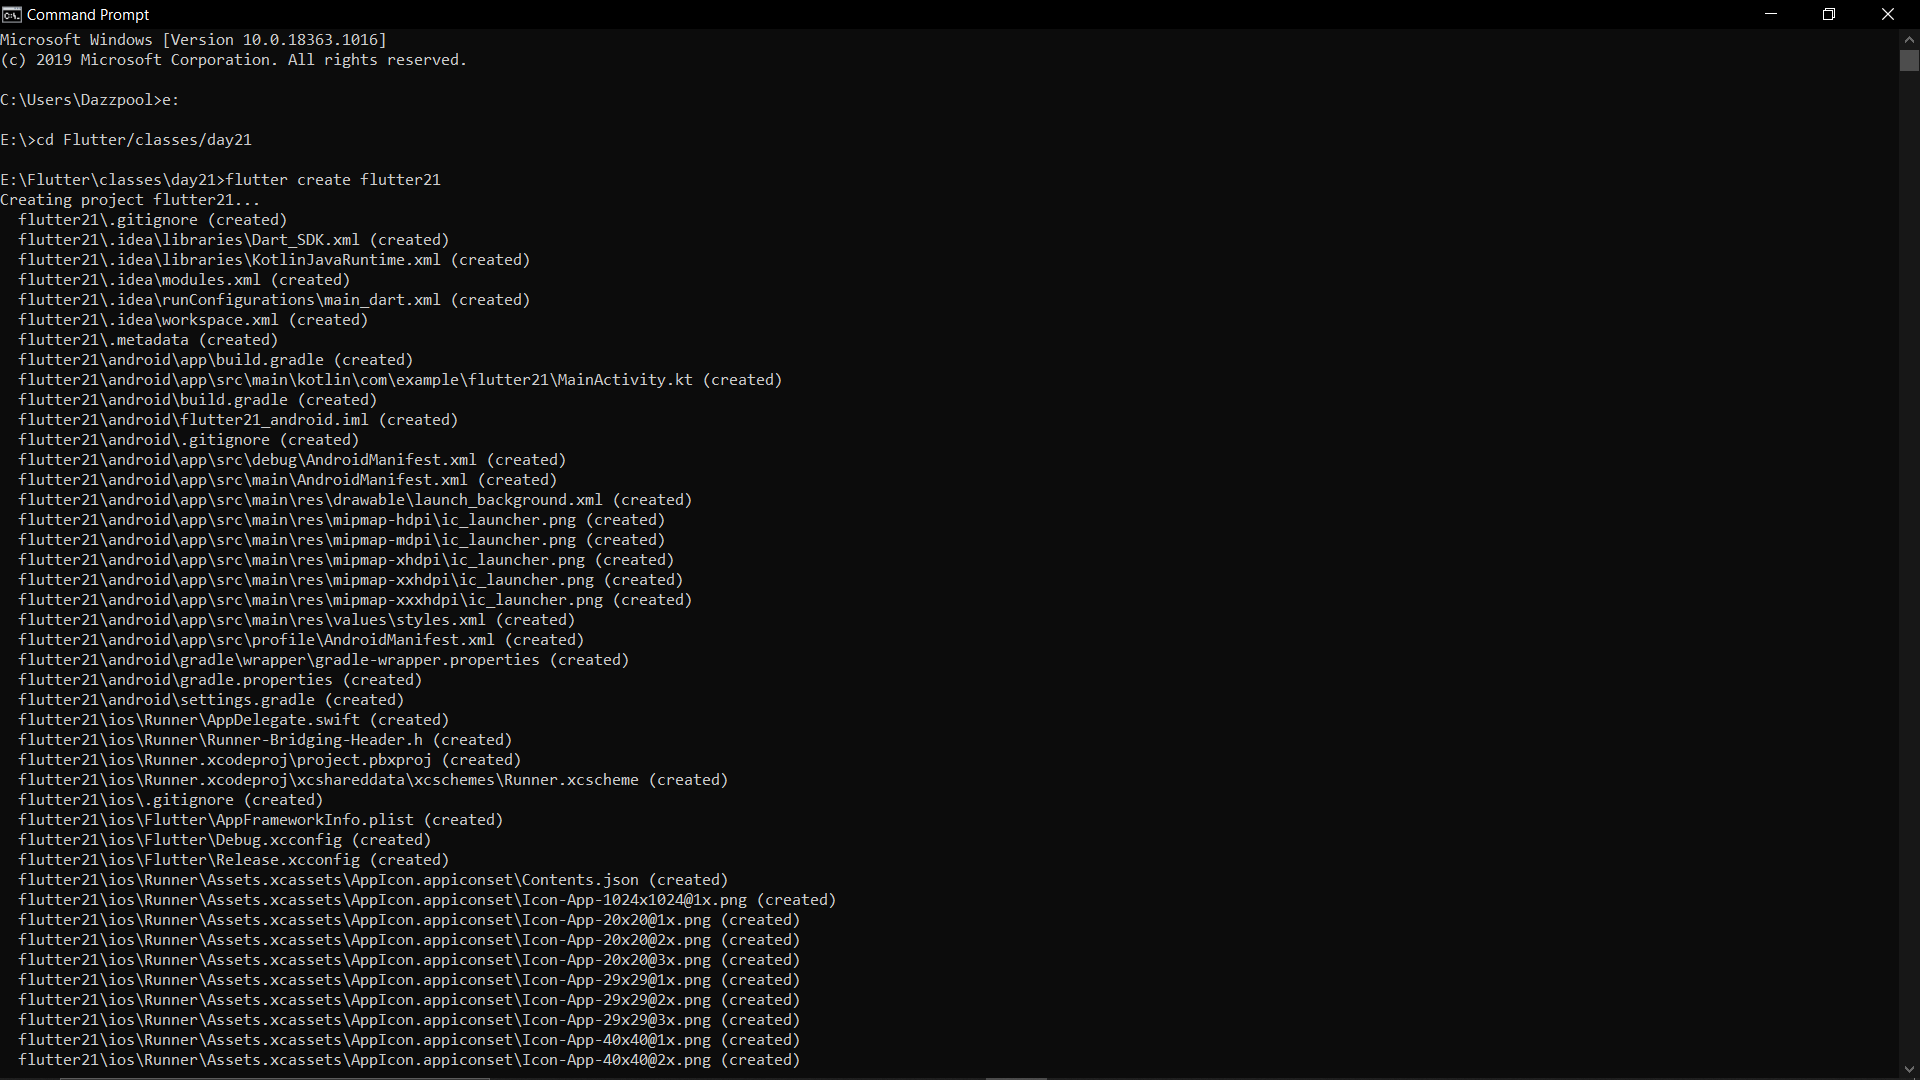 Command Prompt
Microsoft Windows [Version 10.0.18363.1016]
(c) 2019 Microsoft Corporation. All rights reserved.
C:\Users\Dazzpool>e:
E:\>cd Flutter/classes/day21
E:\Flutter\classes\day21>flutter create flutter21
Creating project flutter21...
  flutter21\.gitignore (created)
  flutter21\.idea\libraries\Dart_SDK.xml (created)
  flutter21\.idea\libraries\KotlinJavaRuntime.xml (created)
  flutter21\.idea\modules.xml (created)
  flutter21\.idea\runConfigurations\main_dart.xml (created)
  flutter21\.idea\workspace.xml (created)
  flutter21\.metadata (created)
  flutter21\android\app\build.gradle (created)
  flutter21\android\app\src\main\kotlin\com\example\flutter21\MainActivity.kt (created)
  flutter21\android\build.gradle (created)
  flutter21\android\flutter21_android.iml (created)
  flutter21\android\.gitignore (created)
  flutter21\android\app\src\debug\AndroidManifest.xml (created)
  flutter21\android\app\src\main\AndroidManifest.xml (created)
  flutter21\android\app\src\main\res\drawable\launch_background.xml (created)
  flutter21\android\app\src\main\res\mipmap-hdpi\ic_launcher.png (created)
  flutter21\android\app\src\main\res\mipmap-mdpi\ic_launcher.png (created)
  flutter21\android\app\src\main\res\mipmap-xhdpi\ic_launcher.png (created)
  flutter21\android\app\src\main\res\mipmap-xxhdpi\ic_launcher.png (created)
  flutter21\android\app\src\main\res\mipmap-xxxhdpi\ic_launcher.png (created)
  flutter21\android\app\src\main\res\values\styles.xml (created)
  flutter21\android\app\src\profile\AndroidManifest.xml (created)
  flutter21\android\gradle\wrapper\gradle-wrapper.properties (created)
  flutter21\android\gradle.properties (created)
  flutter21\android\settings.gradle (created)
  flutter21\ios\Runner\AppDelegate.swift (created)
  flutter21\ios\Runner\Runner-Bridging-Header.h (created)
  flutter21\ios\Runner.xcodeproj\project.pbxproj (created)
  flutter21\ios\Runner.xcodeproj\xcshareddata\xcschemes\Runner.xcscheme (created)
  flutter21\ios\.gitignore (created)
  flutter21\ios\Flutter\AppFrameworkInfo.plist (created)
  flutter21\ios\Flutter\Debug.xcconfig (created)
  flutter21\ios\Flutter\Release.xcconfig (created)
  flutter21\ios\Runner\Assets.xcassets\AppIcon.appiconset\Contents.json (created)
  flutter21\ios\Runner\Assets.xcassets\AppIcon.appiconset\Icon-App-1024x1024@1x.png (created)
  flutter21\ios\Runner\Assets.xcassets\AppIcon.appiconset\Icon-App-20x20@1x.png (created)
  flutter21\ios\Runner\Assets.xcassets\AppIcon.appiconset\Icon-App-20x20@2x.png (created)
  flutter21\ios\Runner\Assets.xcassets\AppIcon.appiconset\Icon-App-20x20@3x.png (created)
  flutter21\ios\Runner\Assets.xcassets\AppIcon.appiconset\Icon-App-29x29@1x.png (created)
  flutter21\ios\Runner\Assets.xcassets\AppIcon.appiconset\Icon-App-29x29@2x.png (created)
  flutter21\ios\Runner\Assets.xcassets\AppIcon.appiconset\Icon-App-29x29@3x.png (created)
  flutter21\ios\Runner\Assets.xcassets\AppIcon.appiconset\Icon-App-40x40@1x.png (created)
  flutter21\ios\Runner\Assets.xcassets\AppIcon.appiconset\Icon-App-40x40@2x.png (created)